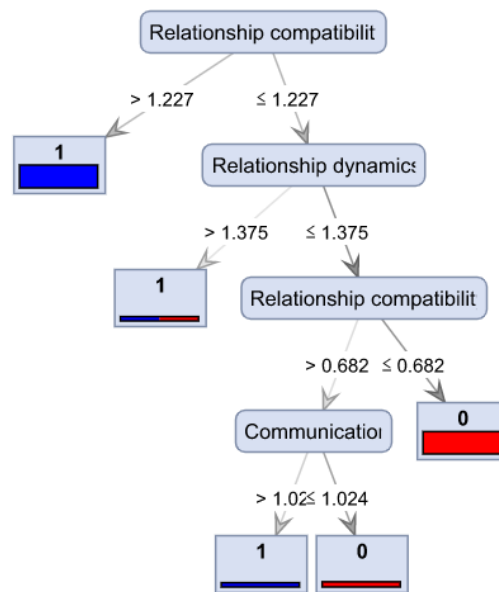 Relationship compatibilit
> 1.227 ≤ 1.227
1
Relationship dynamics
> 1.375 ≤ 1.375
1
Relationship compatibilit
> 0.682 ≤ 0.682
0
Communication
> 1.02 ≤ 1.024
1 0